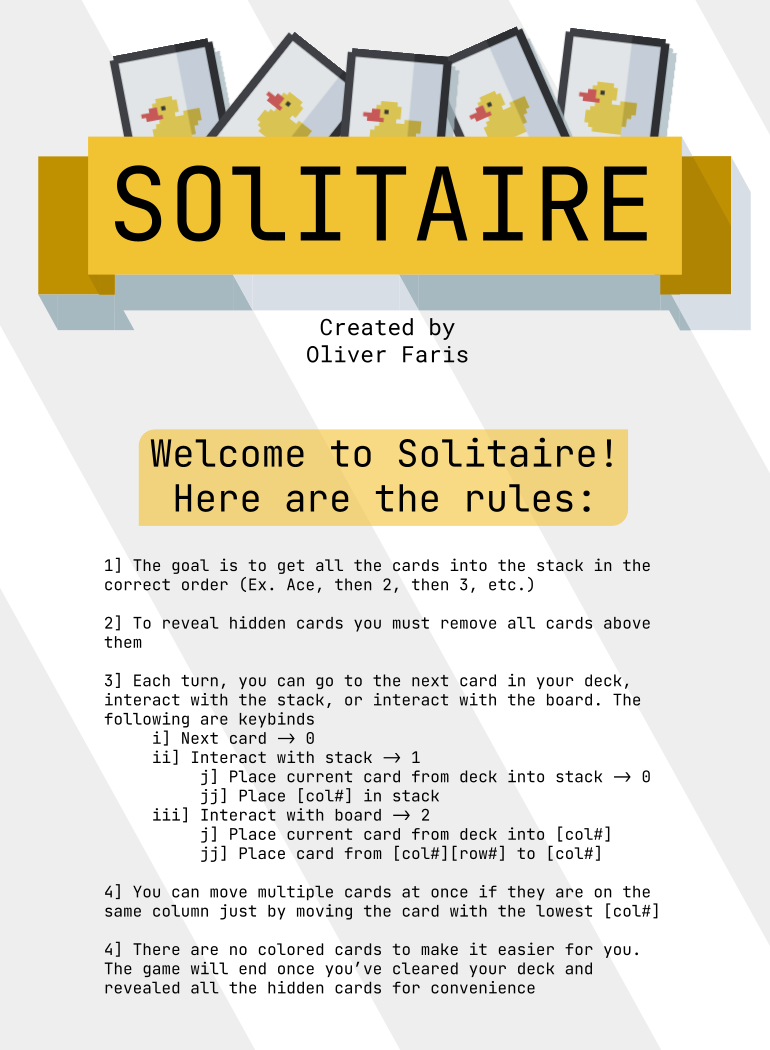 SOlITAIRE
Created by
Oliver Faris
Welcome to Solitaire!
Here are the rules:
1] The goal is to get all the cards into the stack in the
correct order (Ex. Ace, then 2, then 3, etc.)
2] To reveal hidden cards you must remove all cards above
them
3] Each turn, you can go to the next card in your deck,
interact with the stack, or interact with the board. The
following are keybinds
i] Next card → 0
ii] Interact with stack → 1
j] Place current card from deck into stack → 0
jj] Place [col#] in stack
iii] Interact with board → 2
j] Place current card from deck into [col#]
jj] Place card from [col#][row#] to [col#]
4] You can move multiple cards at once if they are on the
same column just by moving the card with the lowest [col#]
4] There are no colored cards to make it easier for you.
The game will end once you’ve cleared your deck and
revealed all the hidden cards for convenience